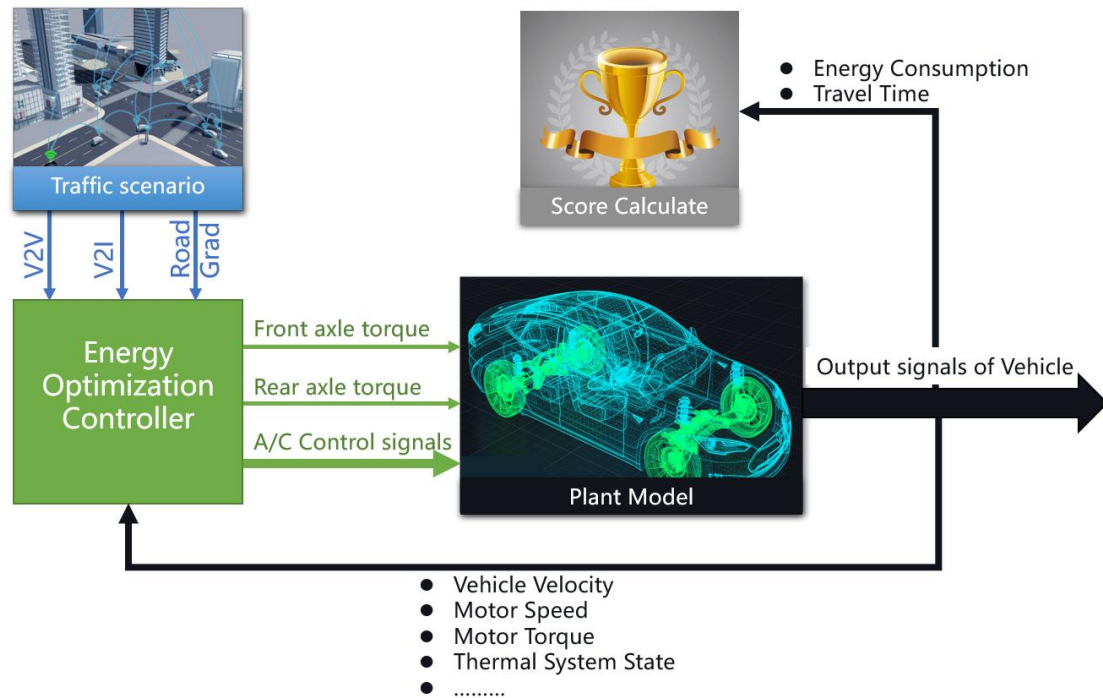 Traffic scenario
V2V
V2I
Road
Grad
Energy
Optimization
Controller
Front axle torque
Rear axle torque
A/C Control signals
Plant Model
Score Calculate
● Energy Consumption
● Travel Time
Output signals of Vehicle
● Vehicle Velocity
● Motor Speed
● Motor Torque
● Thermal System State
● .........